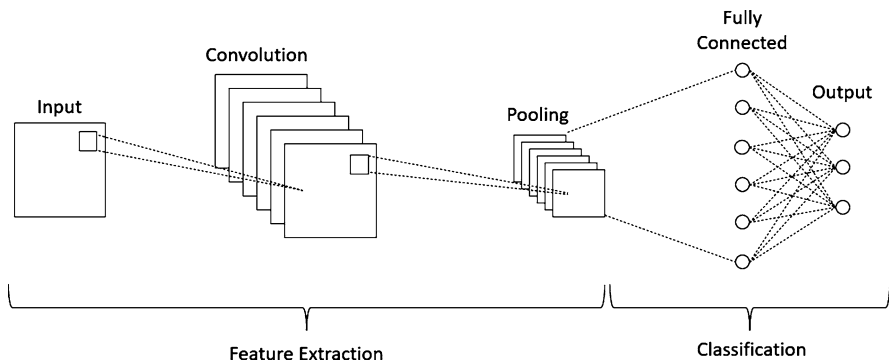 Input
Convolution
Pooling
Fully
Connected
Output
Feature Extraction
Classification